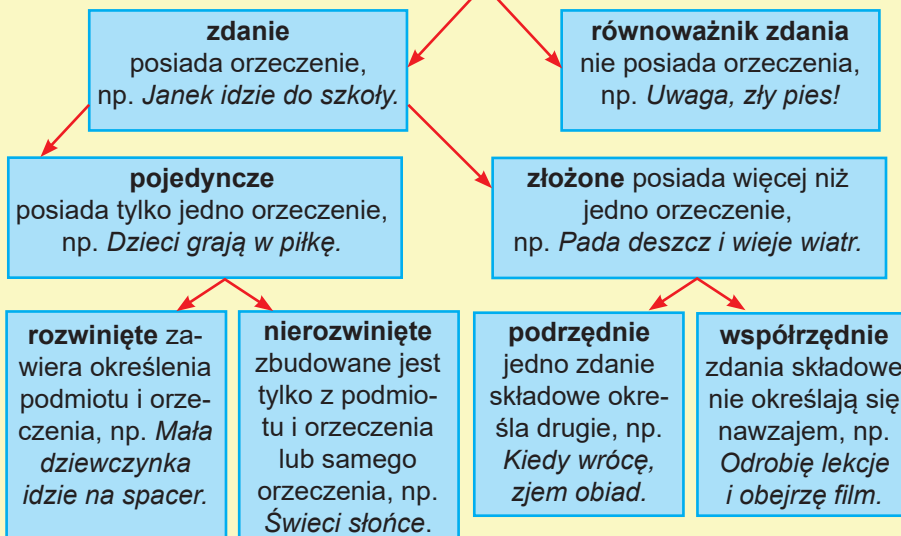 zdanie
posiada orzeczenie,
np. Janek idzie do szkoły.
równoważnik zdania
nie posiada orzeczenia,
np. Uwaga, zły pies!
pojedyncze
posiada tylko jedno orzeczenie,
np. Dzieci grają w piłkę.
złożone posiada więcej niż
jedno orzeczenie,
np. Pada deszcz i wieje wiatr.
rozwinięte za-
wiera określenia
podmiotu i orze-
czenia, np. Mała
dziewczynka
idzie na spacer.
nierozwinięte
zbudowane jest
tylko z podmio-
tu i orzeczenia
lub samego
orzeczenia, np.
Świeci słońce.
podrzędnie
jedno zdanie
składowe okre-
śla drugie, np.
Kiedy wrócę,
zjem obiad.
współrzędnie
zdania składowe
nie określają się
nawzajem, np.
Odrobię lekcje
i obejrzę film.